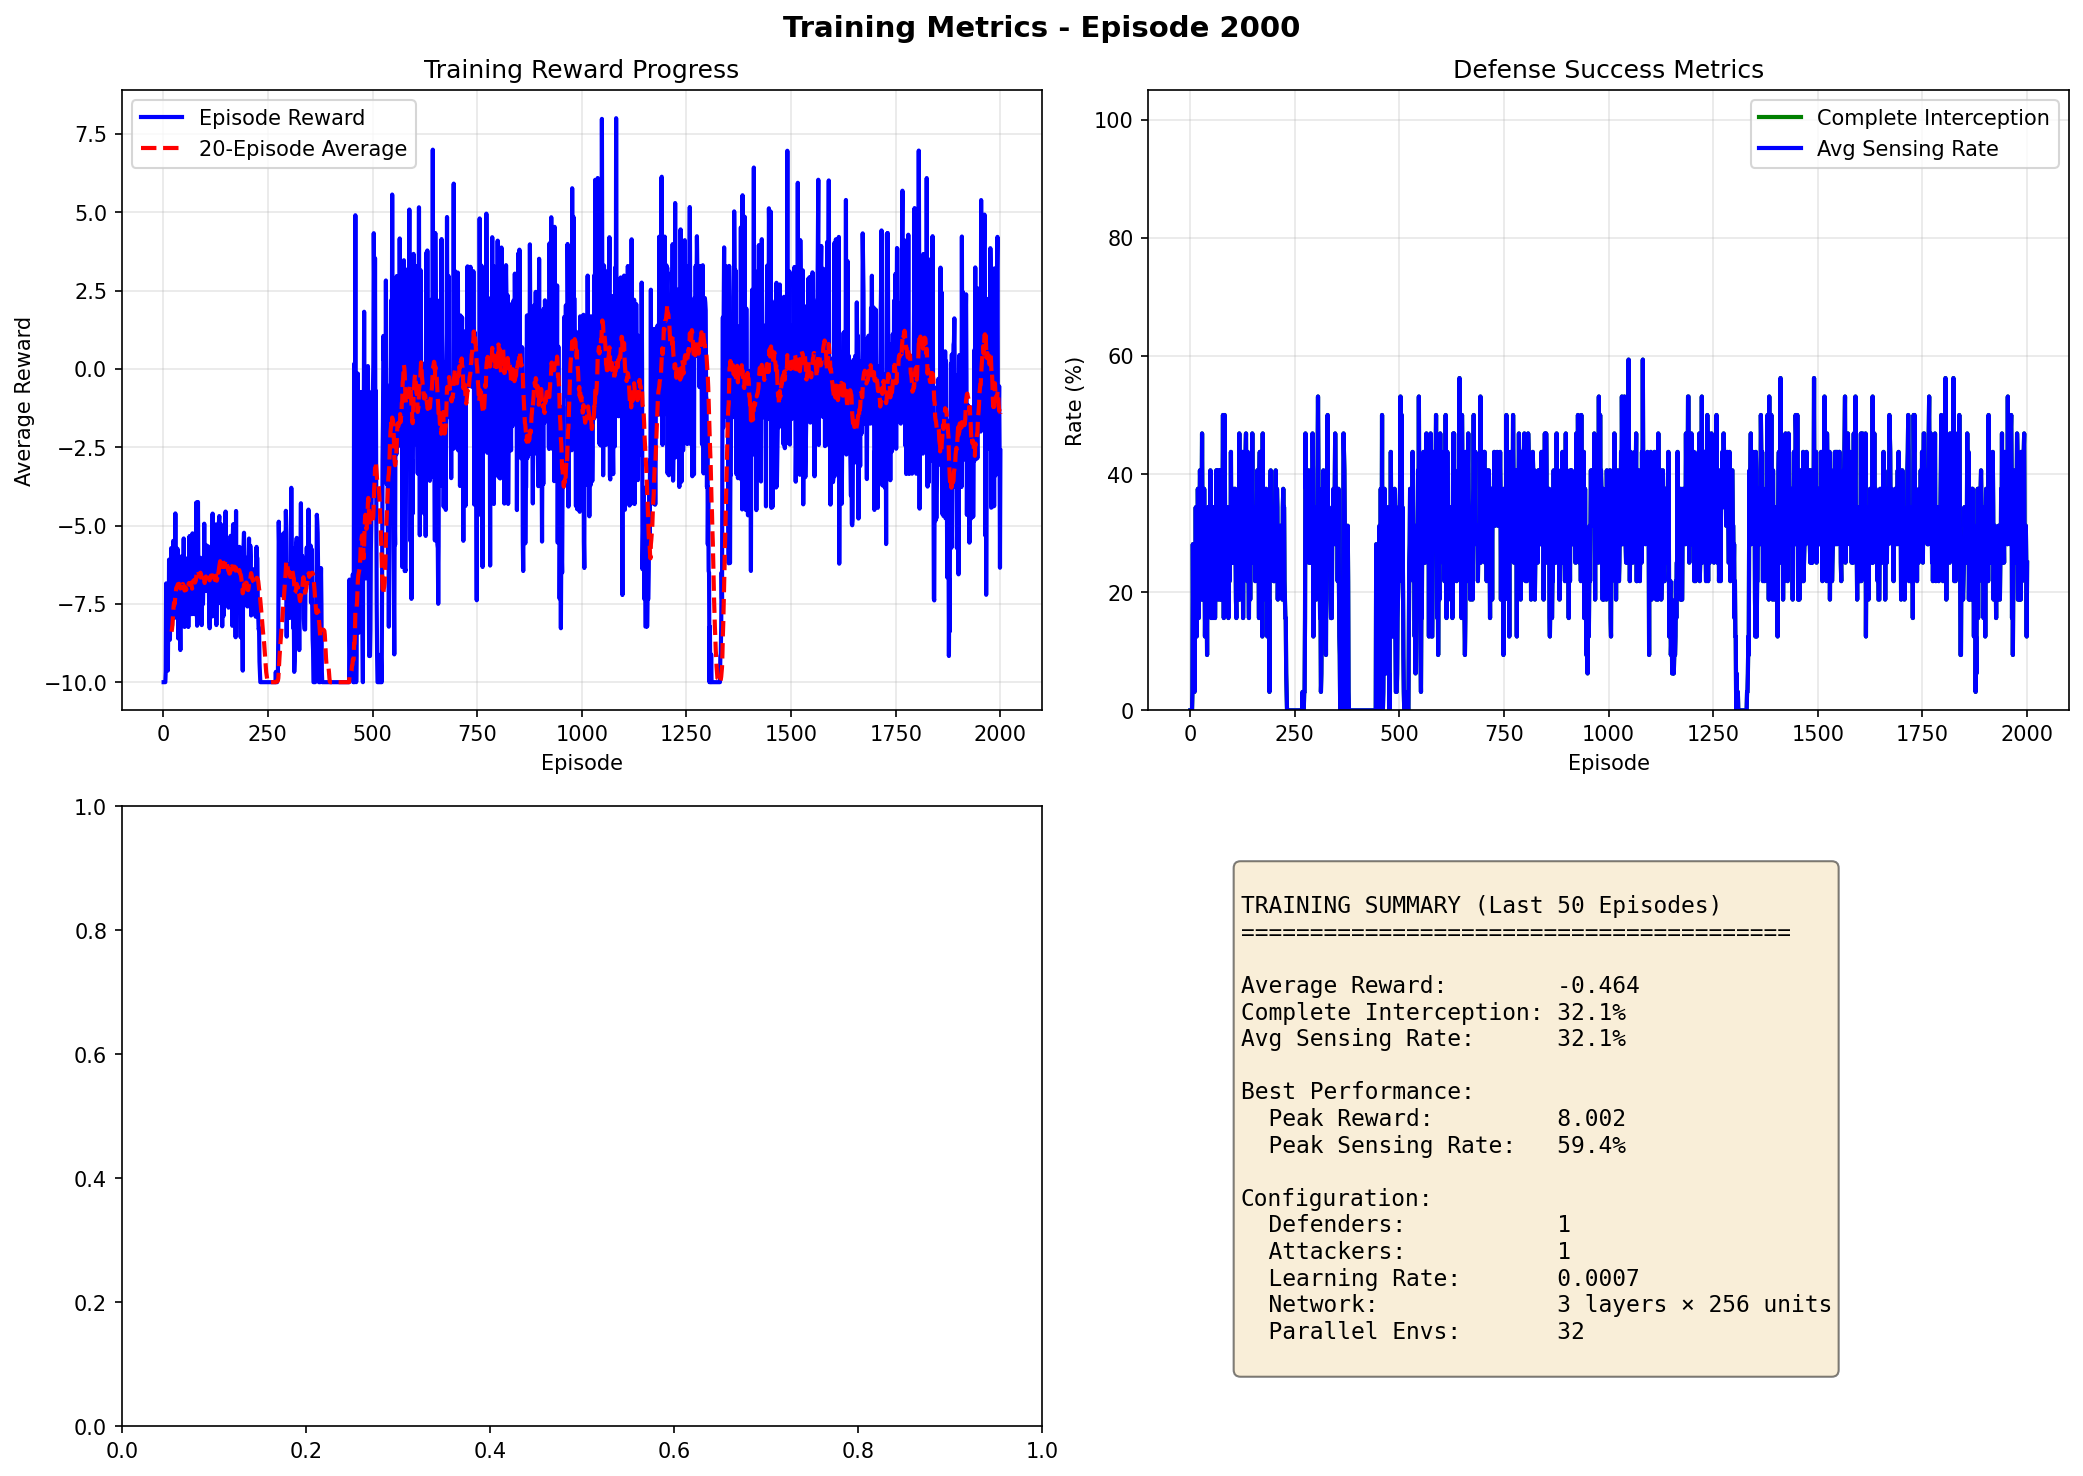 Training Metrics - Episode 2000
Training Reward Progress
Episode Reward
20-Episode Average
Average Reward
7.5
5.0
2.5
0.0
−2.5
−5.0
−7.5
−10.0
0 250 500 750 1000 1250 1500 1750 2000
Episode
Defense Success Metrics
Complete Interception
Avg Sensing Rate
Rate (%)
100
80
60
40
20
0
0 250 500 750 1000 1250 1500 1750 2000
Episode
1.0
0.8
0.6
0.4
0.2
0.0
0.0 0.2 0.4 0.6 0.8 1.0
TRAINING SUMMARY (Last 50 Episodes)
========================================
Average Reward: -0.464
Complete Interception: 32.1%
Avg Sensing Rate: 32.1%
Best Performance:
Peak Reward: 8.002
Peak Sensing Rate: 59.4%
Configuration:
Defenders: 1
Attackers: 1
Learning Rate: 0.0007
Network: 3 layers × 256 units
Parallel Envs: 32